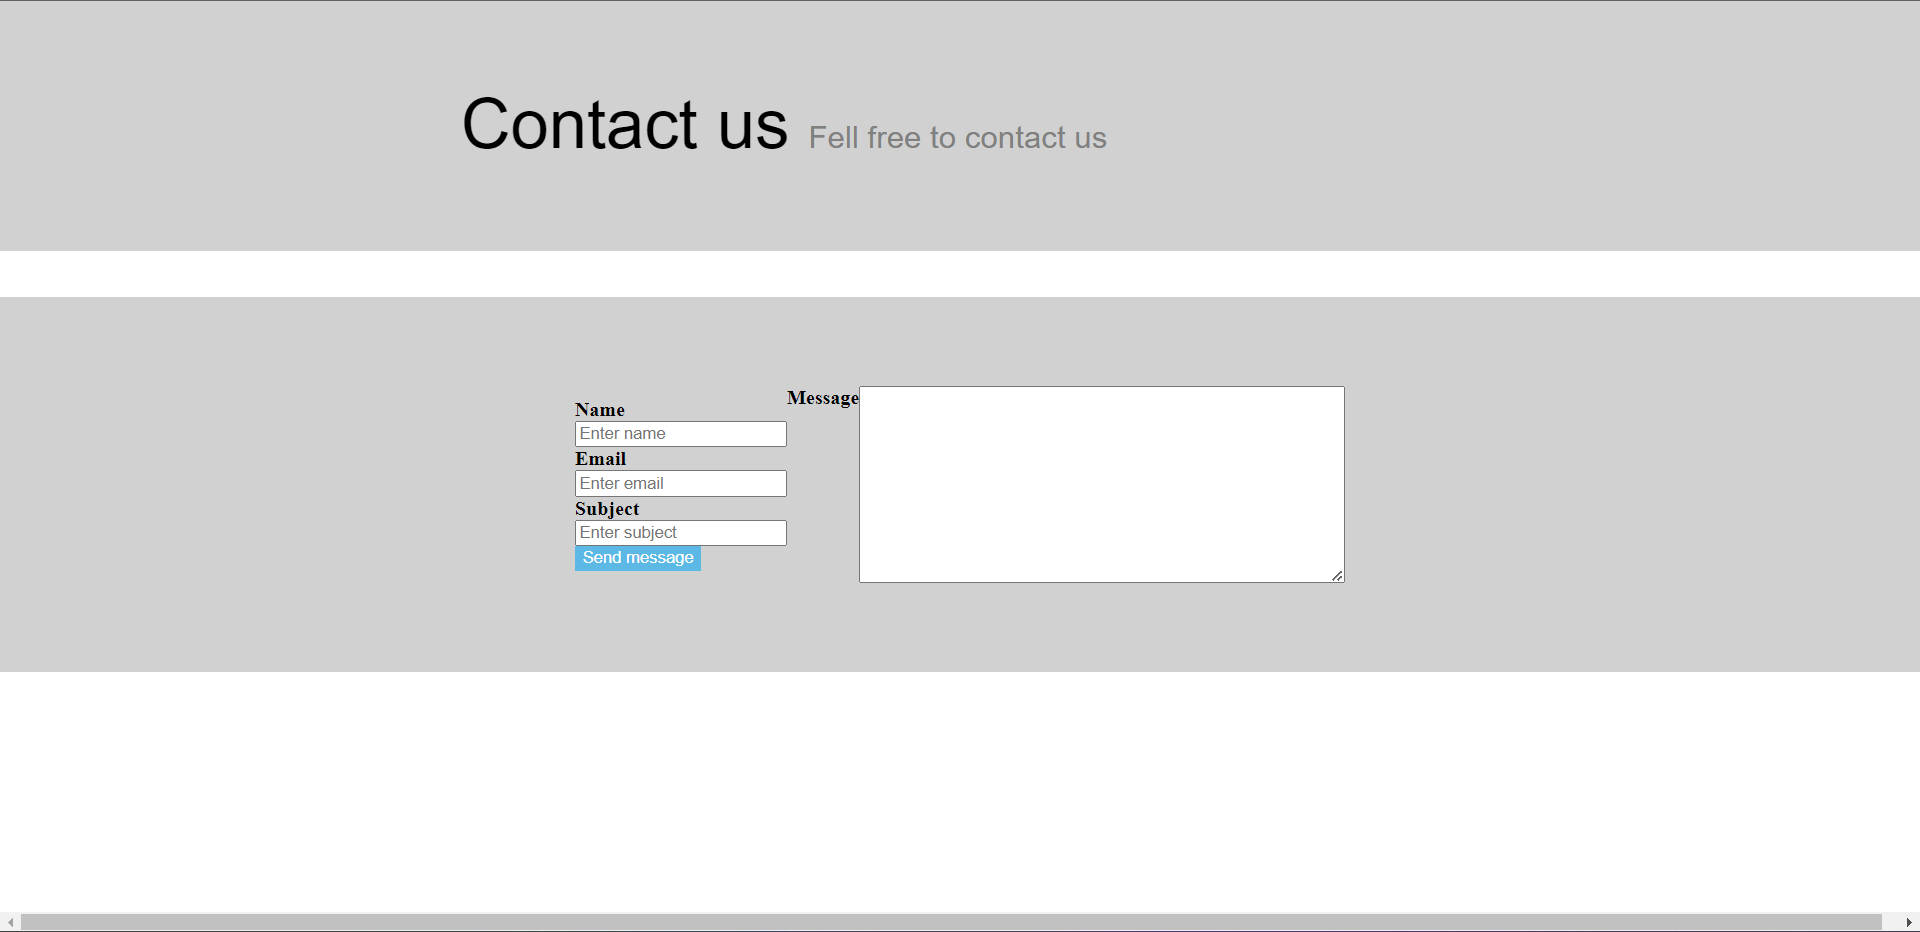 Contact us Fell free to contact us
Name
Enter name
Email
Enter email
Subject
Enter subject
Send message
Message